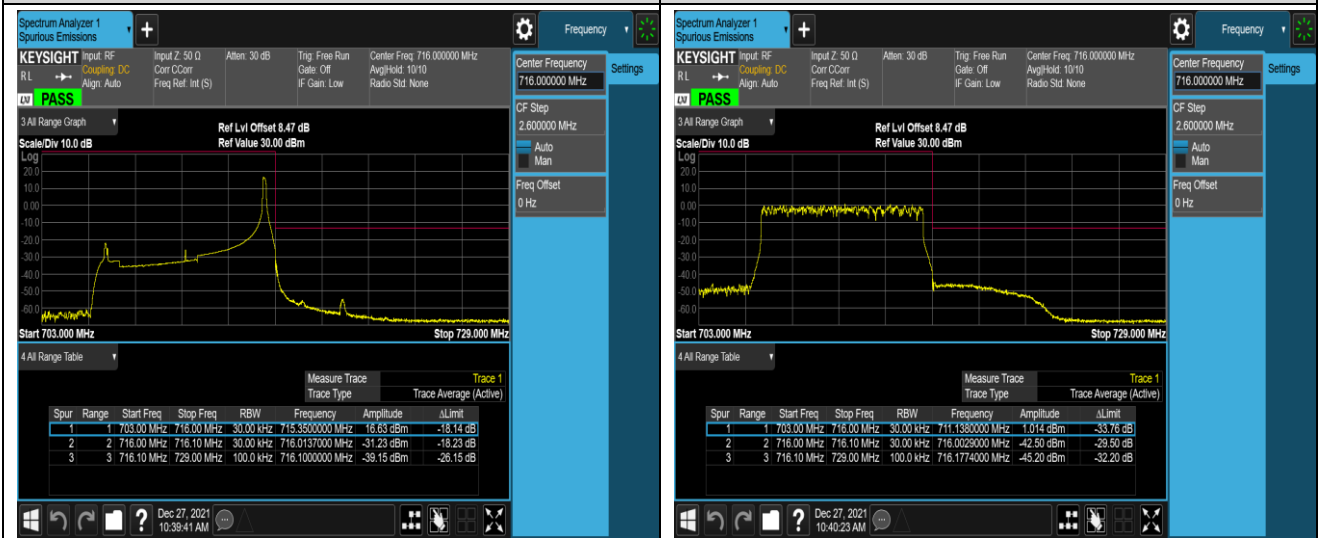 Spectrum Analyzer 1
Spurious Emissions
+
Frequency
KEYSIGHT Input: RF Input Z: 50 Ω Atten: 30 dB Trig: Free Run Center Freq: 716.000000 MHz
RL Coupling: DC Corr CCorr Gate: Off Avg|Hold: 10/10
Align: Auto Freq Ref: Int (S) IF Gain: Low Radio Std: None
LXI PASS
Center Frequency
716.000000 MHz
Settings
CF Step
2.600000 MHz
Auto
Man
Freq Offset
0 Hz
3 All Range Graph
Ref Lvl Offset 8.47 dB
Scale/Div 10.0 dB Ref Value 30.00 dBm
Log
20.0
10.0
0.00
-10.0
-20.0
-30.0
-40.0
-50.0
-60.0
Start 703.000 MHz Stop 729.000 MHz
4 All Range Table
Measure Trace Trace 1
Trace Type Trace Average (Active)
Spur Range Start Freq Stop Freq RBW Frequency Amplitude ΔLimit
1 1 703.00 MHz 716.00 MHz 30.00 kHz 715.3500000 MHz 16.63 dBm -18.14 dB
2 2 716.00 MHz 716.10 MHz 30.00 kHz 716.0137000 MHz -31.23 dBm -18.23 dB
3 3 716.10 MHz 729.00 MHz 100.0 kHz 716.1000000 MHz -39.15 dBm -26.15 dB
?
Dec 27, 2021
10:39:41 AM
Spectrum Analyzer 1
Spurious Emissions
+
Frequency
KEYSIGHT Input: RF Input Z: 50 Ω Atten: 30 dB Trig: Free Run Center Freq: 716.000000 MHz
RL Coupling: DC Corr CCorr Gate: Off Avg|Hold: 10/10
Align: Auto Freq Ref: Int (S) IF Gain: Low Radio Std: None
LXI PASS
Center Frequency
716.000000 MHz
Settings
CF Step
2.600000 MHz
Auto
Man
Freq Offset
0 Hz
3 All Range Graph
Ref Lvl Offset 8.47 dB
Scale/Div 10.0 dB Ref Value 30.00 dBm
Log
20.0
10.0
0.00
-10.0
-20.0
-30.0
-40.0
-50.0
-60.0
Start 703.000 MHz Stop 729.000 MHz
4 All Range Table
Measure Trace Trace 1
Trace Type Trace Average (Active)
Spur Range Start Freq Stop Freq RBW Frequency Amplitude ΔLimit
1 1 703.00 MHz 716.00 MHz 30.00 kHz 711.1380000 MHz 1.014 dBm -33.76 dB
2 2 716.00 MHz 716.10 MHz 30.00 kHz 716.0029000 MHz -42.50 dBm -29.50 dB
3 3 716.10 MHz 729.00 MHz 100.0 kHz 716.1774000 MHz -45.20 dBm -32.20 dB
?
Dec 27, 2021
10:40:23 AM